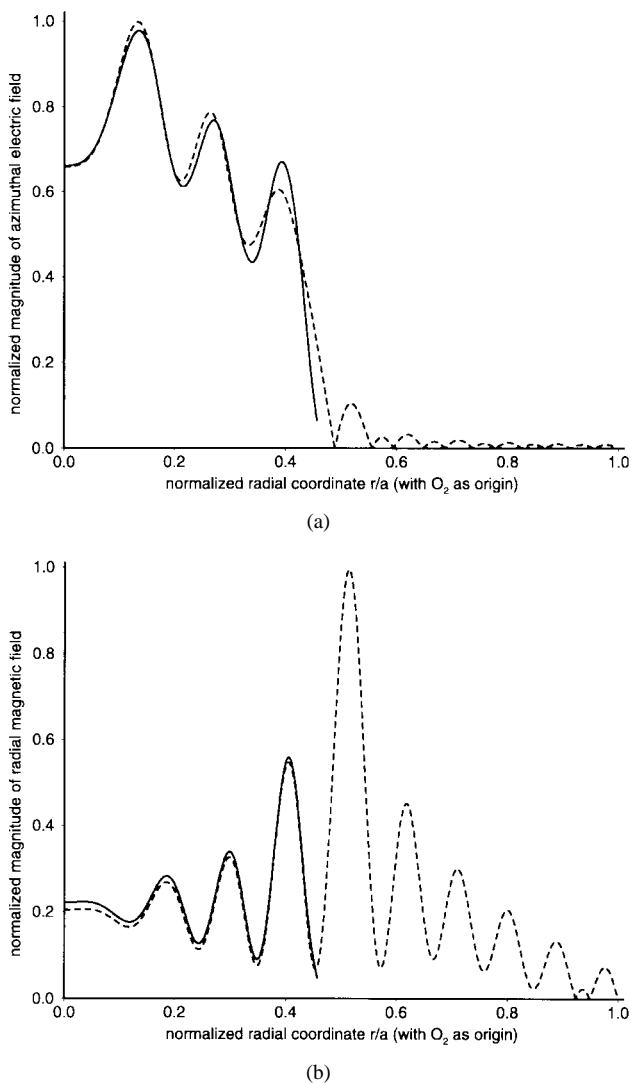 1.0
0.8
0.6
0.4
0.2
0.0
normalized magnitude of azimuthal electric field
0.0 0.2 0.4 0.6 0.8 1.0
normalized radial coordinate r/a (with O₂ as origin)
(a)
1.0
0.8
0.6
0.4
0.2
0.0
normalized magnitude of radial magnetic field
0.0 0.2 0.4 0.6 0.8 1.0
normalized radial coordinate r/a (with O₂ as origin)
(b)